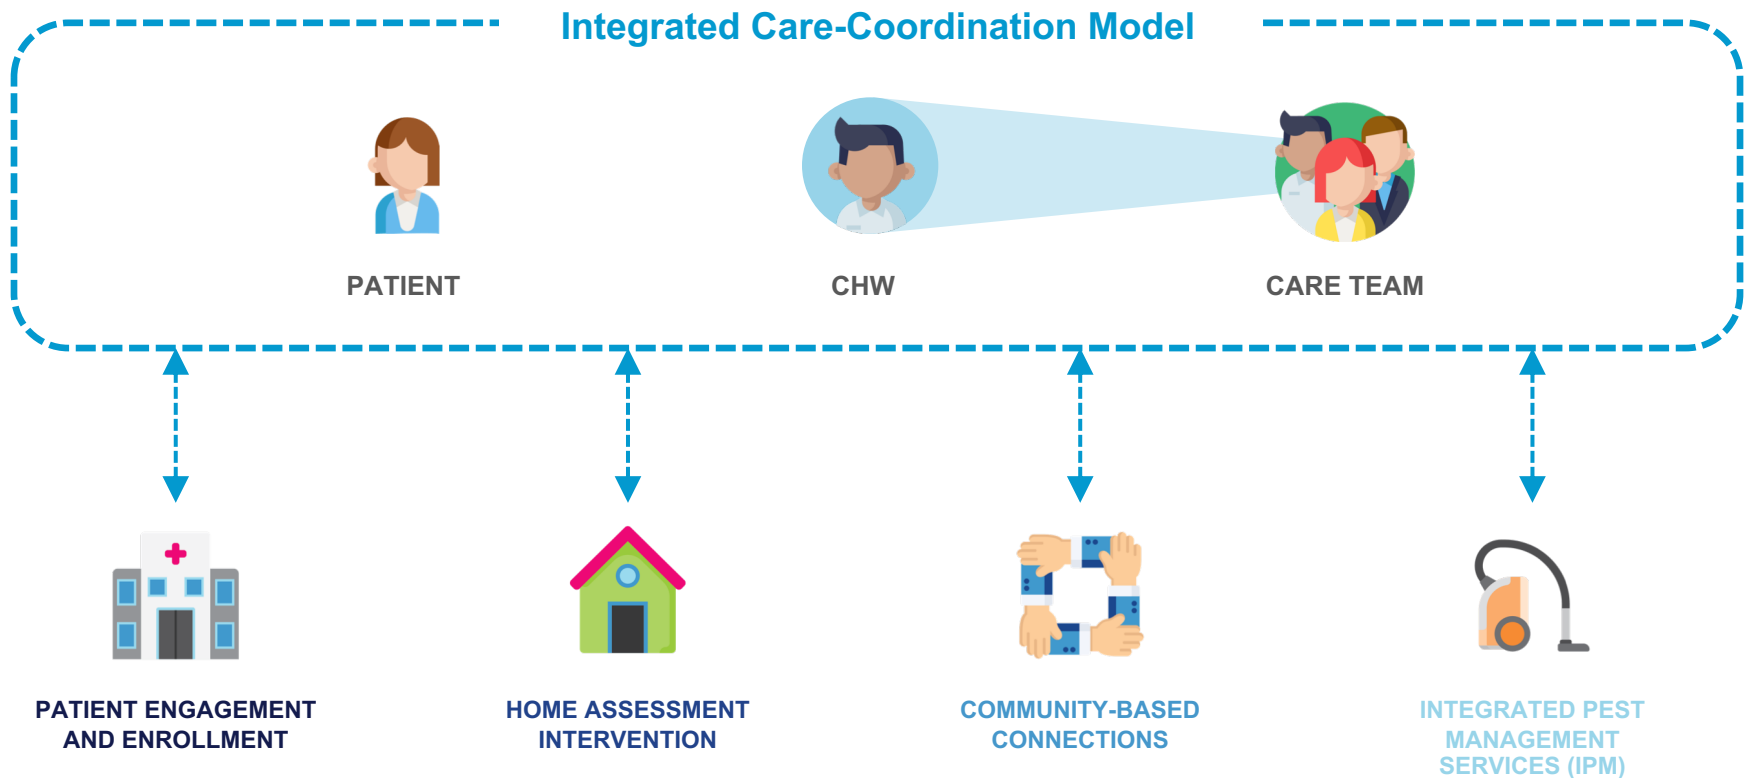 Integrated Care-Coordination Model
PATIENT
CHW
CARE TEAM
PATIENT ENGAGEMENT
AND ENROLLMENT
HOME ASSESSMENT
INTERVENTION
COMMUNITY-BASED
CONNECTIONS
INTEGRATED PEST
MANAGEMENT
SERVICES (IPM)